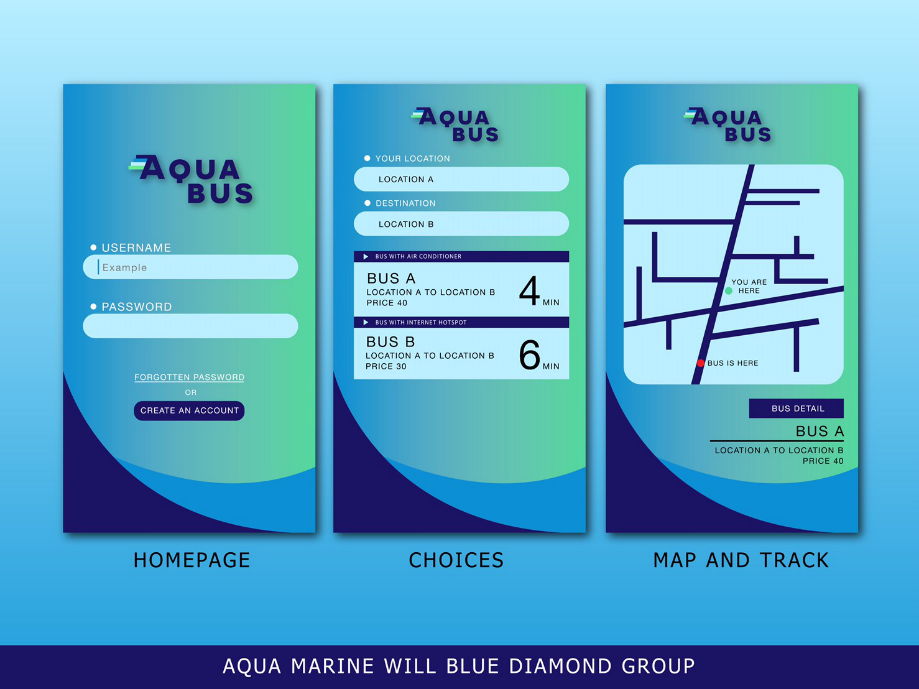 AQUA
BUS
USERNAME
Example
PASSWORD
FORGOTTEN PASSWORD
OR
CREATE AN ACCOUNT
HOMEPAGE
AQUA
BUS
YOUR LOCATION
LOCATION A
DESTINATION
LOCATION B
BUS WITH AIR CONDITIONER
BUS A
LOCATION A TO LOCATION B
PRICE 40
4 MIN
BUS WITH INTERNET HOTSPOT
BUS B
LOCATION A TO LOCATION B
PRICE 30
6 MIN
CHOICES
AQUA
BUS
YOU ARE
HERE
BUS IS HERE
BUS DETAIL
BUS A
LOCATION A TO LOCATION B
PRICE 40
MAP AND TRACK
AQUA MARINE WILL BLUE DIAMOND GROUP